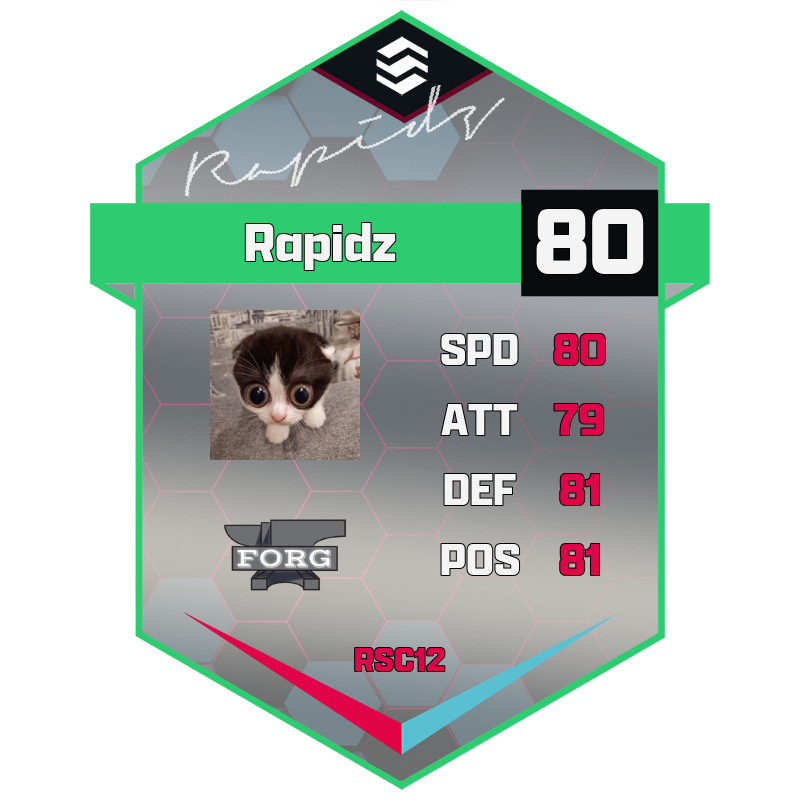 Rapidz
Rapidz
80
SPD 80
ATT 79
DEF 81
POS 81
FORG
RSC12